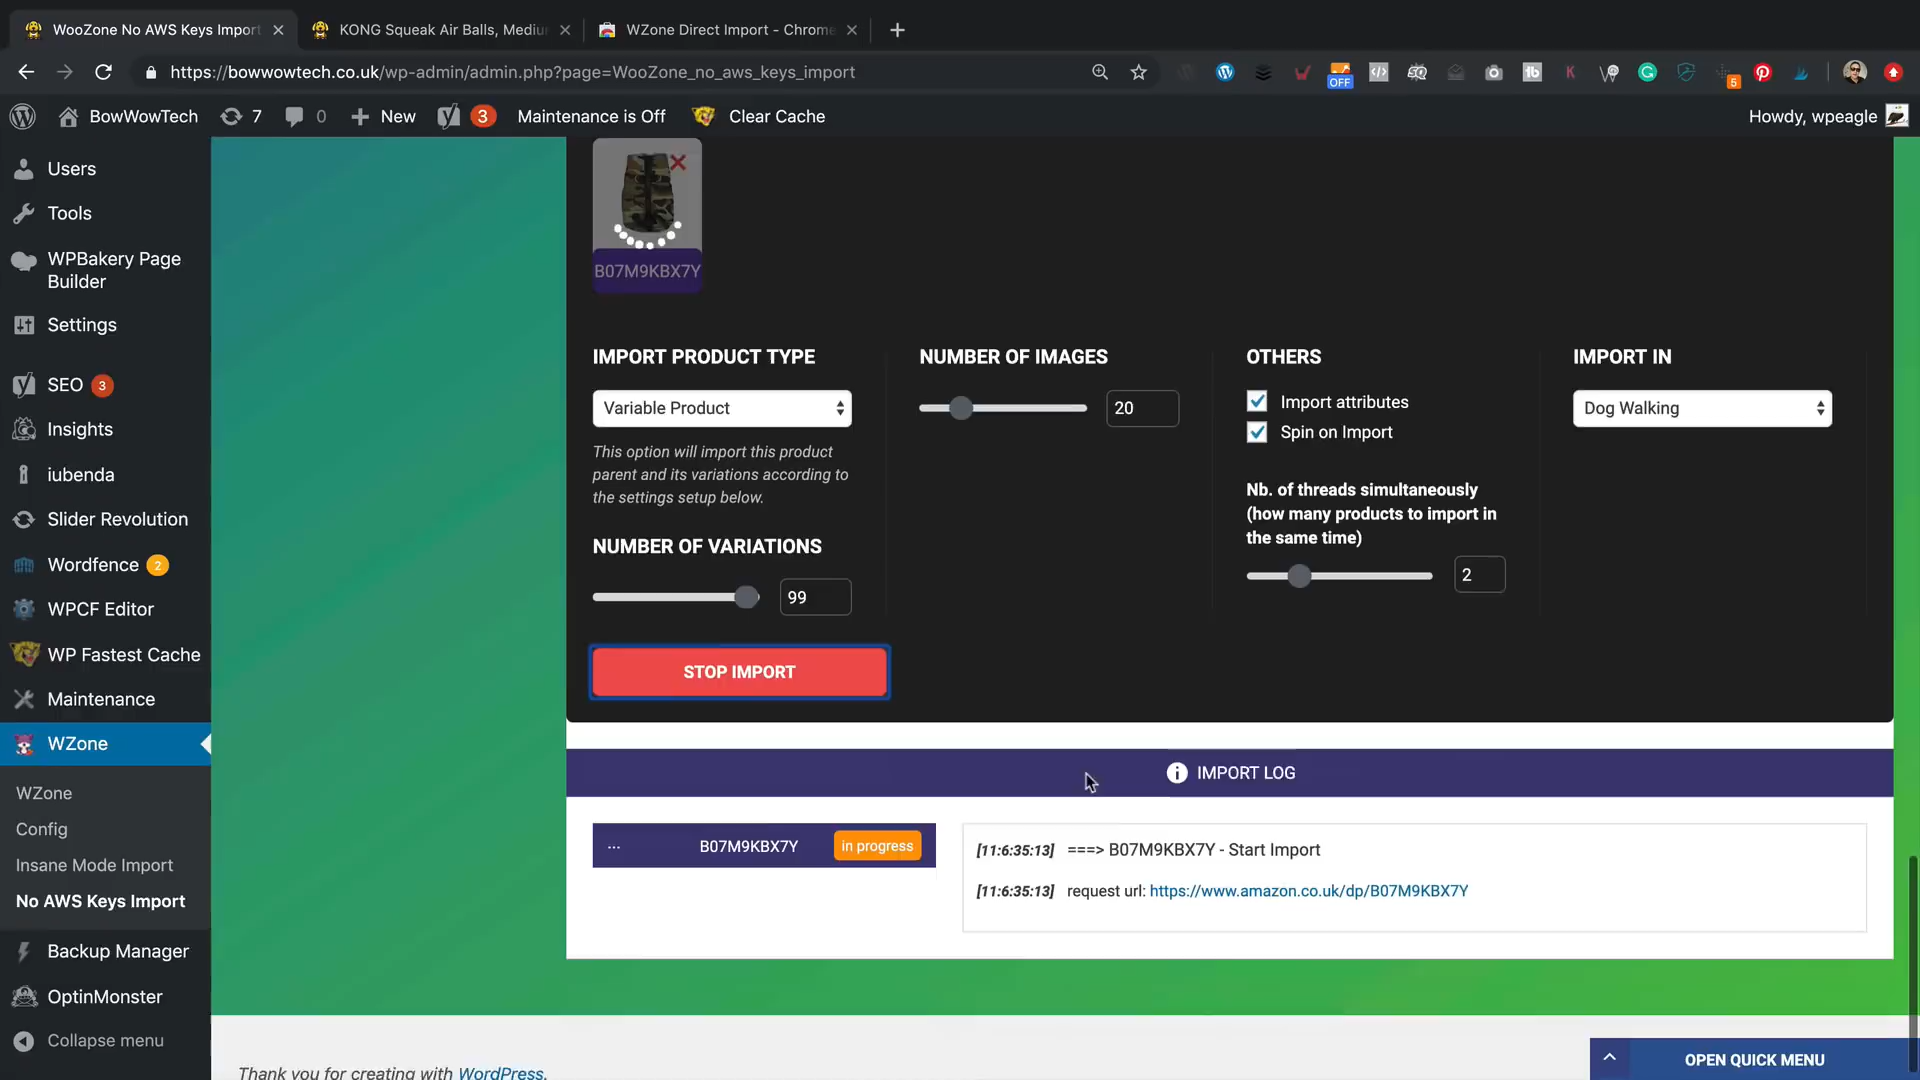 WooZone No AWS Keys Import
KONG Squeak Air Balls, Mediu
WZone Direct Import - Chrome
https://bowwowtech.co.uk/wp-admin/admin.php?page=WooZone_no_aws_keys_import
OFF
5
BowWowTech
7
0
New
3
Maintenance is Off
Clear Cache
Howdy, wpeagle
Users
Tools
WPBakery Page
Builder
Settings
SEO 3
Insights
iubenda
Slider Revolution
Wordfence 2
WPCF Editor
WP Fastest Cache
Maintenance
WZone
WZone
Config
Insane Mode Import
No AWS Keys Import
Backup Manager
OptinMonster
Collapse menu
B07M9KBX7Y
IMPORT PRODUCT TYPE
Variable Product
This option will import this product
parent and its variations according to
the settings setup below.
NUMBER OF VARIATIONS
99
NUMBER OF IMAGES
20
OTHERS
Import attributes
Spin on Import
Nb. of threads simultaneously
(how many products to import in
the same time)
2
IMPORT IN
Dog Walking
STOP IMPORT
IMPORT LOG
... B07M9KBX7Y in progress
[11:6:35:13] ===> B07M9KBX7Y - Start Import
[11:6:35:13] request url: https://www.amazon.co.uk/dp/B07M9KBX7Y
Thank you for creating with WordPress.
OPEN QUICK MENU